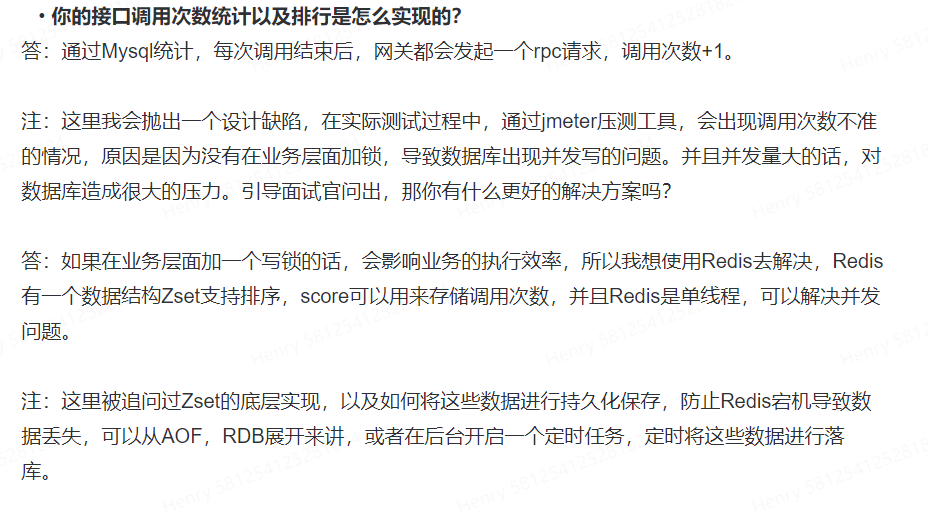 • 你的接口调用次数统计以及排行是怎么实现的？
答：通过Mysql统计，每次调用结束后，网关都会发起一个rpc请求，调用次数+1。
注：这里我会抛出一个设计缺陷，在实际测试过程中，通过jmeter压测工具，会出现调用次数不准
的情况，原因是因为没有在业务层面加锁，导致数据库出现并发写的问题。并且并发量大的话，对
数据库造成很大的压力。引导面试官问出，那你有什么更好的解决方案吗？
答：如果在业务层面加一个写锁的话，会影响业务的执行效率，所以我想使用Redis去解决，Redis
有一个数据结构Zset支持排序，score可以用来存储调用次数，并且Redis是单线程，可以解决并发
问题。
注：这里被追问过Zset的底层实现，以及如何将这些数据进行持久化保存，防止Redis宕机导致数
据丢失，可以从AOF，RDB展开来讲，或者在后台开启一个定时任务，定时将这些数据进行落
库。